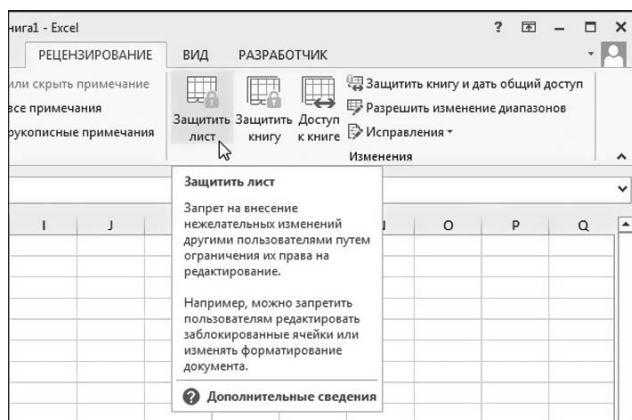 нига1 - Excel
?
РЕЦЕНЗИРОВАНИЕ ВИД РАЗРАБОТЧИК
или скрыть примечание
все примечания
рукописные примечания
Защитить лист
Защитить книгу
Доступ к книге
Защитить книгу и дать общий доступ
Разрешить изменение диапазонов
Исправления
Изменения
Защитить лист
Запрет на внесение
нежелательных изменений
другими пользователями путем
ограничения их права на
редактирование.
Например, можно запретить
пользователям редактировать
заблокированные ячейки или
изменять форматирование
документа.
? Дополнительные сведения
I J O P Q